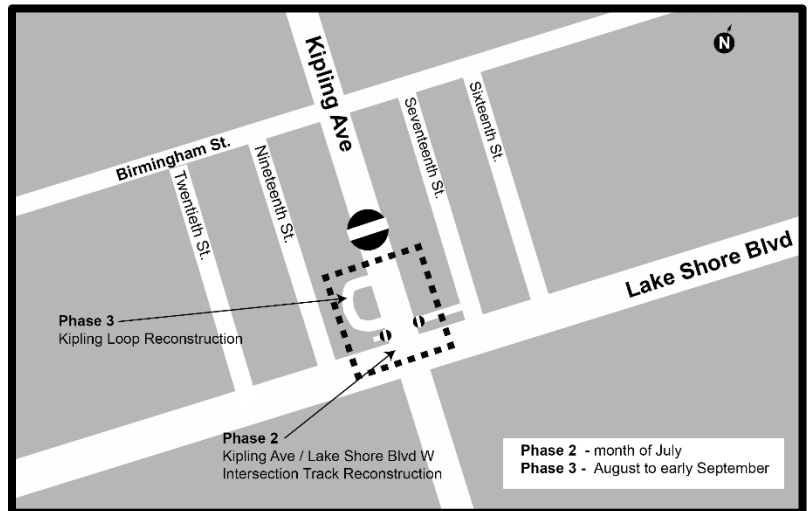 N
Kipling Ave
Sixteenth St.
Seventeenth St.
Birmingham St.
Nineteenth St.
Twentieth St.
Lake Shore Blvd
Phase 3
Kipling Loop Reconstruction
Phase 2
Kipling Ave / Lake Shore Blvd W
Intersection Track Reconstruction
Phase 2 - month of July
Phase 3 - August to early September